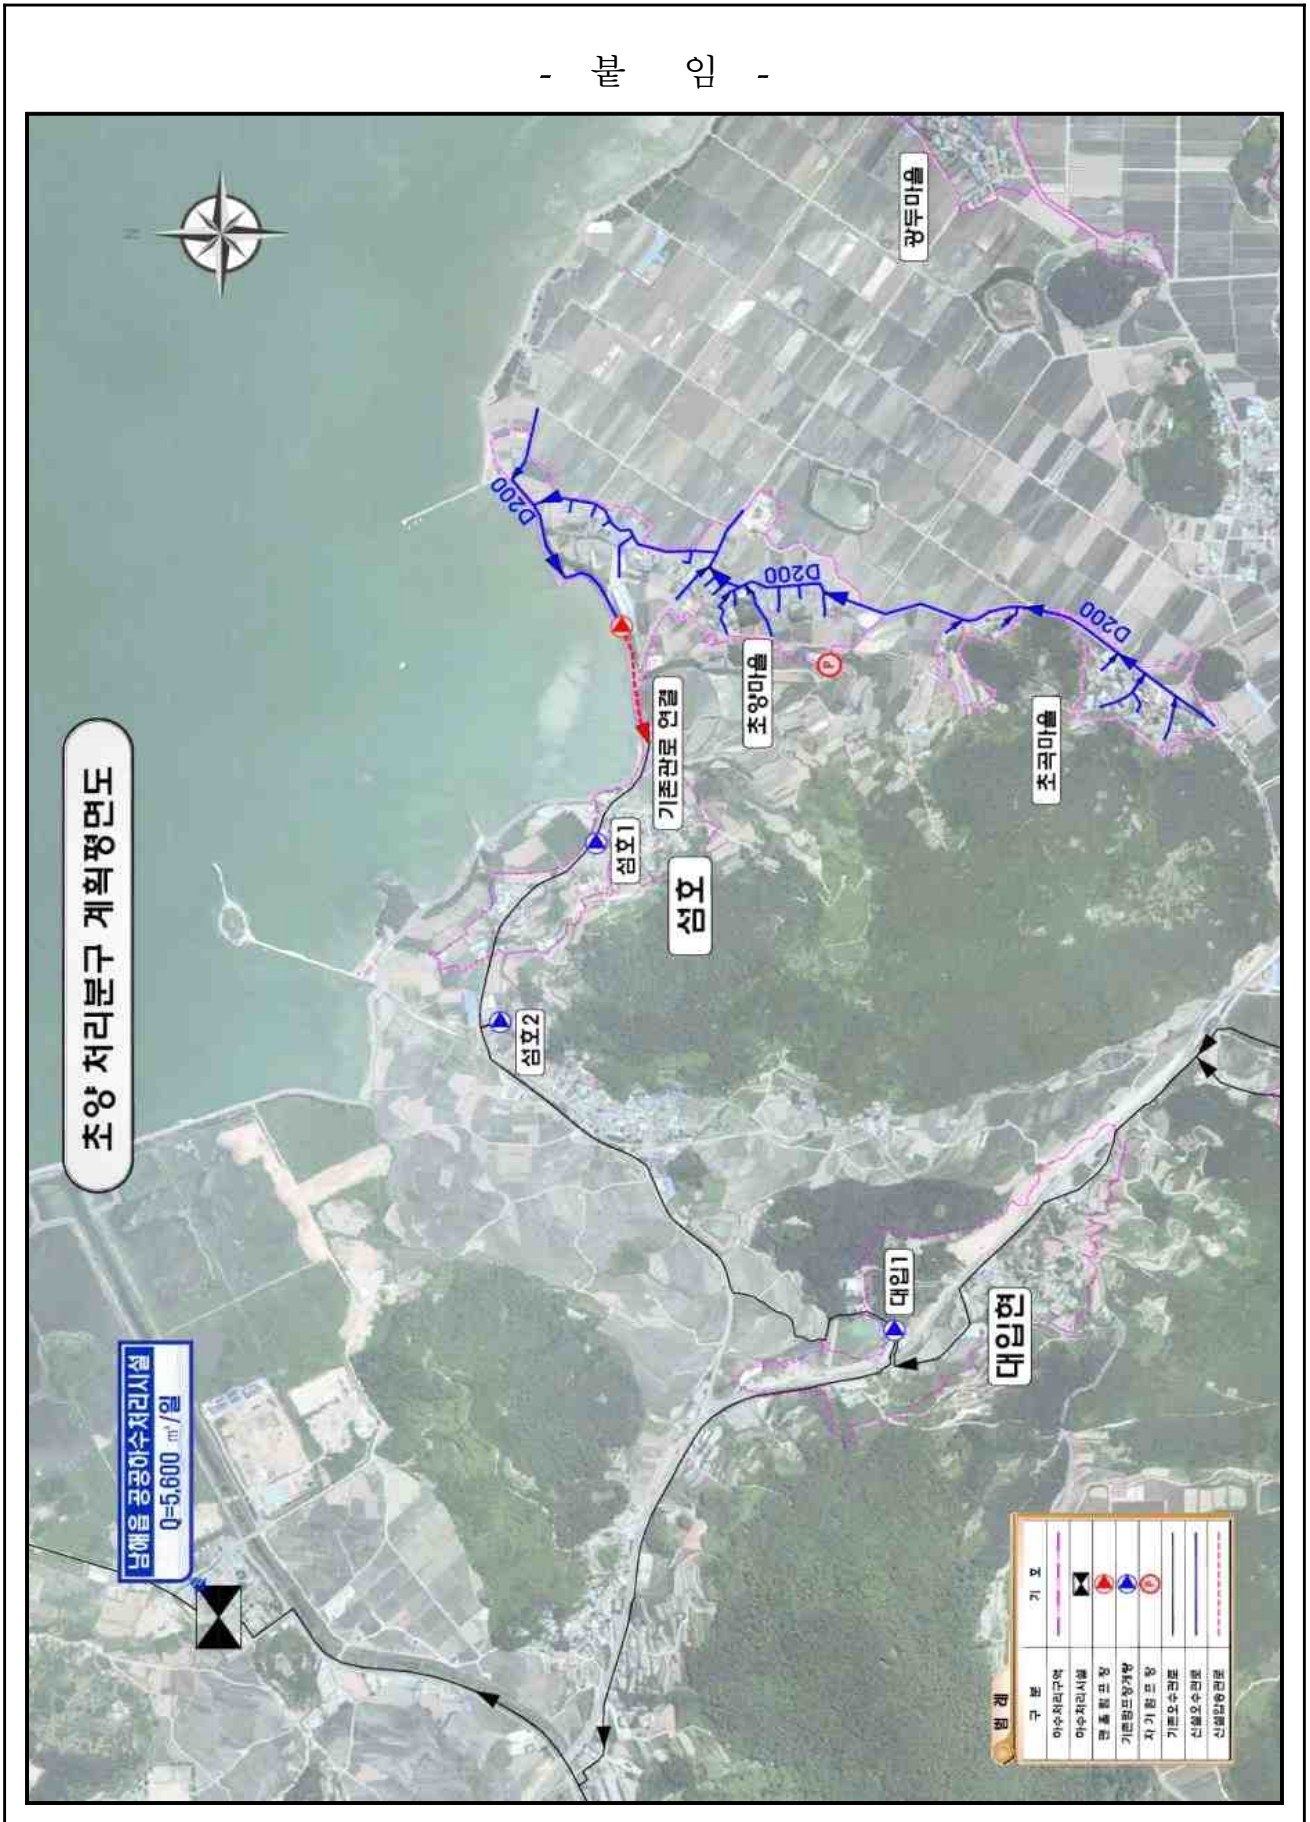 - 붙 임 -
초양 처리분구 계획평면도
N
남해읍 공공하수처리시설
Q=5,600 ㎥/일
광두마을
D200
D200
D200
초양마을
초곡마을
기존관로 연결
섬호1
섬호
섬호2
대입1
대입현
P
범 례
구 분
기 호
하수처리구역
하수처리시설
맨홀펌프장
기존펌프장개량
자가펌프장
P
기존오수관로
신설오수관로
신설압송관로